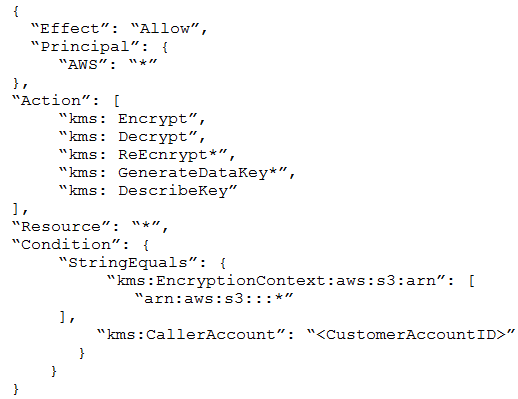 {
“Effect”: “Allow”,
“Principal”: {
“AWS”: “*”
},
“Action”: [
“kms: Encrypt”,
“kms: Decrypt”,
“kms: ReEcnrypt*”,
“kms: GenerateDataKey*”,
“kms: DescribeKey”
],
“Resource”: “*”,
“Condition”: {
“StringEquals”: {
“kms:EncryptionContext:aws:s3:arn”: [
“arn:aws:s3:::*”
],
“kms:CallerAccount”: “<CustomerAccountID>”
}
}
}